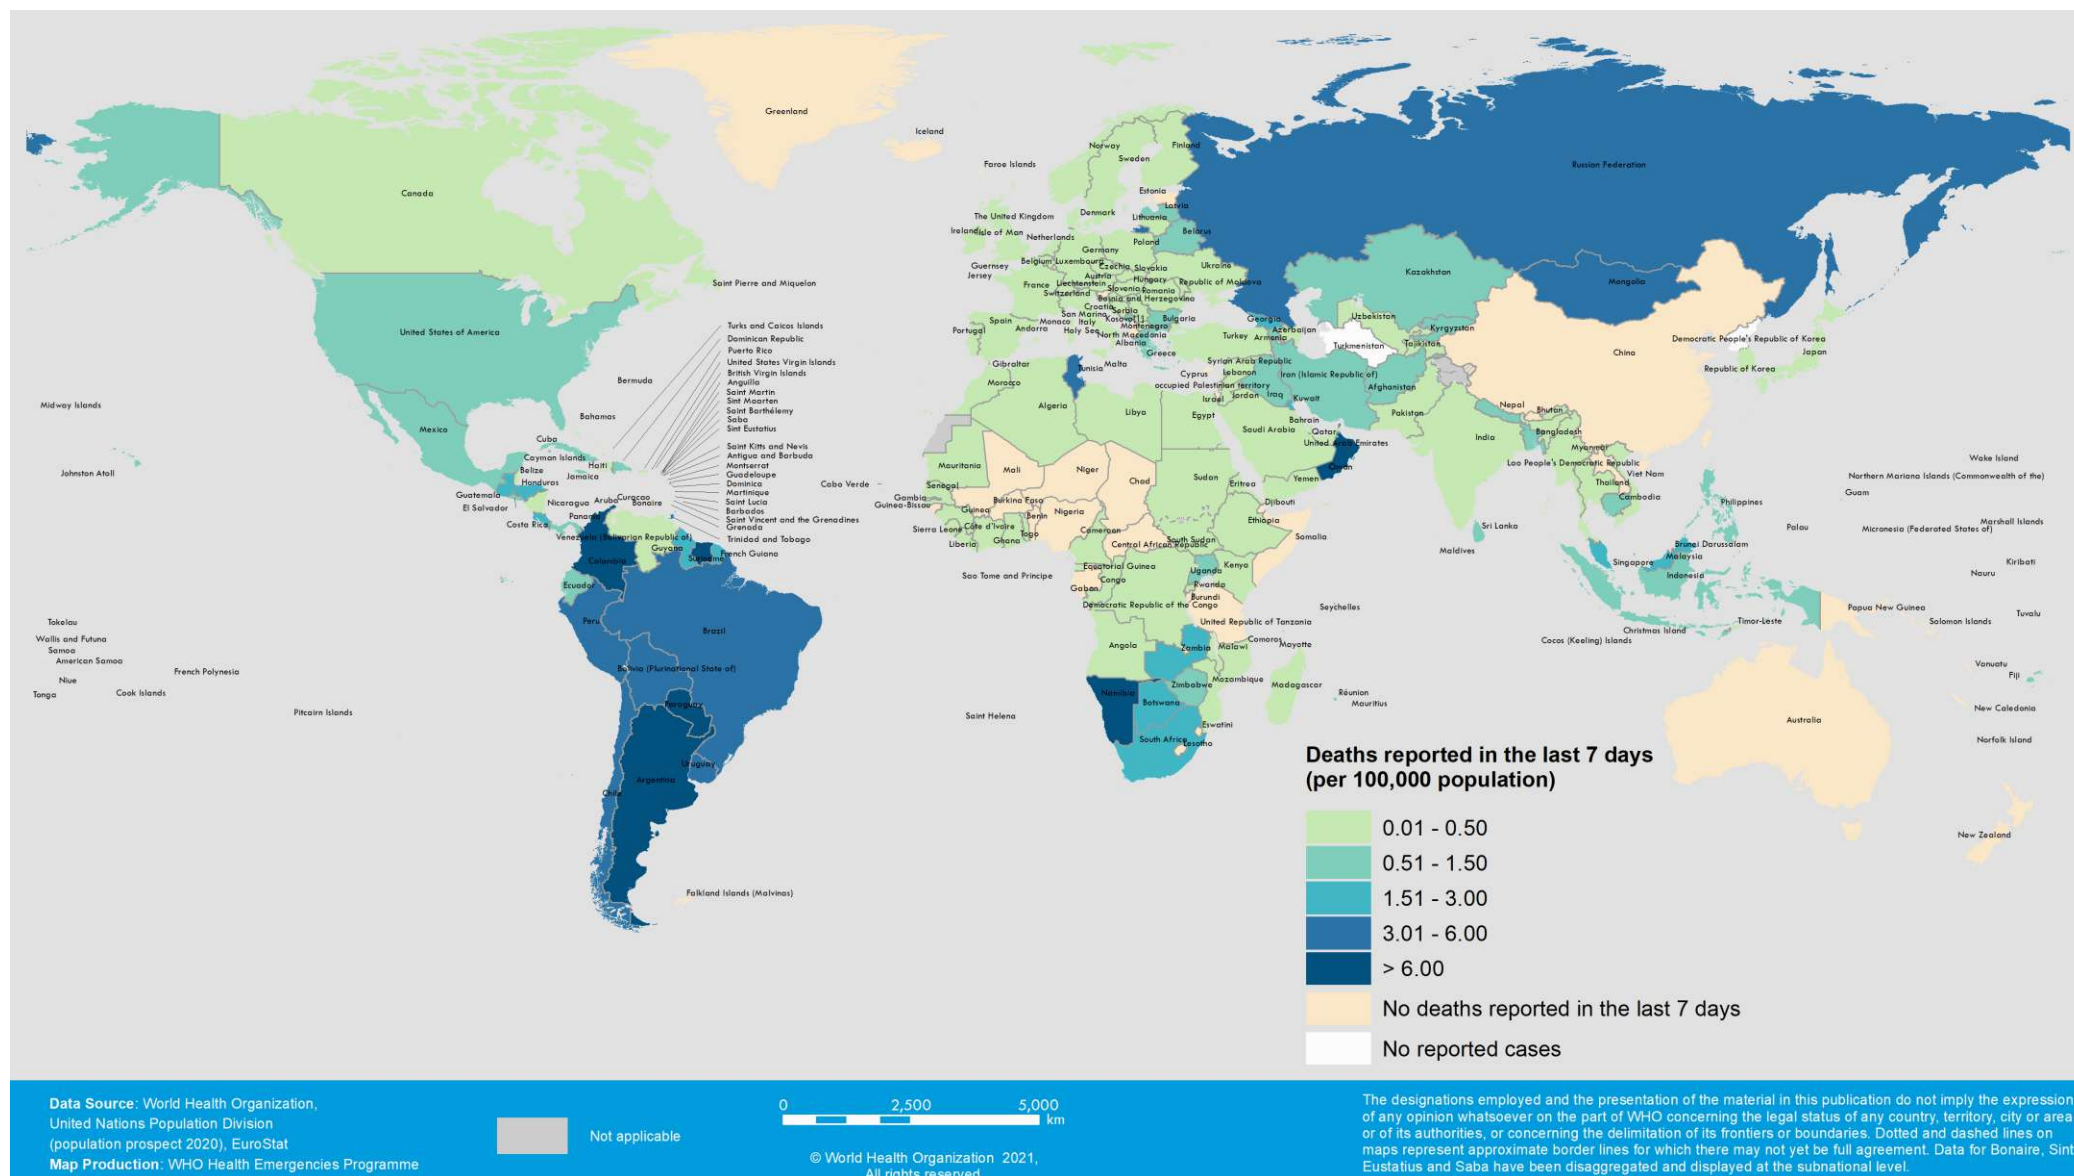 Greenland
Iceland
Norway
Finland
Sweden
Faroe Islands
Russian Federation
Canada
Estonia
Latvia
Denmark
Lithuania
The United Kingdom
Ireland
Isle of Man
Netherlands
Belarus
Poland
Germany
Belgium
Luxembourg
Guernsey
Jersey
Czechia
Slovakia
Ukraine
Austria
Kazakhstan
Hungary
France
Liechtenstein
Republic of Moldova
Mongolia
Saint Pierre and Miquelon
Switzerland
Slovenia
Romania
Bosnia and Herzegovina
Croatia
Serbia
San Marino
Kosovo[1]
Bulgaria
Georgia
Uzbekistan
Spain
Monaco
Italy
Montenegro
Kyrgyzstan
Turks and Caicos Islands
Portugal
Andorra
Holy See
North Macedonia
Azerbaijan
United States of America
Turkey
Armenia
Dominican Republic
Albania
Turkmenistan
Tajikistan
Democratic People's Republic of Korea
Puerto Rico
Greece
China
Japan
United States Virgin Islands
Gibraltar
Malta
Tunisia
Syrian Arab Republic
British Virgin Islands
Cyprus
Lebanon
Iran (Islamic Republic of)
Republic of Korea
Bermuda
Anguilla
Morocco
occupied Palestinian territory
Afghanistan
Saint Martin
Israel
Jordan
Iraq
Kuwait
Sint Maarten
Midway Islands
Algeria
Nepal
Bhutan
Saint Barthélemy
Libya
Egypt
Pakistan
Bahamas
Saba
Bahrain
Mexico
Sint Eustatius
Saudi Arabia
Qatar
Bangladesh
Cuba
United Arab Emirates
India
Saint Kitts and Nevis
Myanmar
Cayman Islands
Antigua and Barbuda
Wake Island
Haiti
Mauritania
Mali
Niger
Oman
Lao People's Democratic Republic
Belize
Montserrat
Johnston Atoll
Jamaica
Guadeloupe
Viet Nam
Northern Mariana Islands (Commonwealth of the)
Honduras
Dominica
Cabo Verde
Senegal
Chad
Sudan
Eritrea
Yemen
Thailand
Guatemala
Martinique
Guam
Aruba
Curacao
Gambia
Burkina Faso
Cambodia
Nicaragua
Bonaire
Saint Lucia
Guinea-Bissau
Djibouti
Philippines
El Salvador
Barbados
Guinea
Nigeria
Benin
Panama
Saint Vincent and the Grenadines
Ethiopia
Marshall Islands
Costa Rica
Grenada
Sierra Leone
Côte d'Ivoire
Cameroon
Sri Lanka
Palau
Micronesia (Federated States of)
Venezuela (Bolivarian Republic of)
Trinidad and Tobago
Togo
Ghana
Liberia
South Sudan
Somalia
Central African Republic
Brunei Darussalam
Guyana
Maldives
Suriname
French Guiana
Malaysia
Colombia
Equatorial Guinea
Kenya
Singapore
Kiribati
Uganda
Sao Tome and Principe
Congo
Indonesia
Nauru
Ecuador
Gabon
Rwanda
Burundi
Democratic Republic of the Congo
Seychelles
Papua New Guinea
Tuvalu
Tokelau
Peru
United Republic of Tanzania
Timor-Leste
Solomon Islands
Brazil
Christmas Island
Wallis and Futuna
Comoros
Cocos (Keeling) Islands
Samoa
Angola
Zambia
Malawi
Mayotte
American Samoa
Vanuatu
French Polynesia
Bolivia (Plurinational State of)
Fiji
Niue
Mozambique
Zimbabwe
Madagascar
Tonga
Cook Islands
Namibia
Réunion
Botswana
Mauritius
Paraguay
New Caledonia
Pitcairn Islands
Saint Helena
Australia
Eswatini
South Africa
Lesotho
Norfolk Island
Uruguay
Argentina
Chile
New Zealand
Falkland Islands (Malvinas)
Deaths reported in the last 7 days
(per 100,000 population)
0.01 - 0.50
0.51 - 1.50
1.51 - 3.00
3.01 - 6.00
> 6.00
No deaths reported in the last 7 days
No reported cases
Data Source: World Health Organization,
United Nations Population Division
(population prospect 2020), EuroStat
Map Production: WHO Health Emergencies Programme
Not applicable
0 2,500 5,000
km
© World Health Organization 2021,
All rights reserved
The designations employed and the presentation of the material in this publication do not imply the expression
of any opinion whatsoever on the part of WHO concerning the legal status of any country, territory, city or area
or of its authorities, or concerning the delimitation of its frontiers or boundaries. Dotted and dashed lines on
maps represent approximate border lines for which there may not yet be full agreement. Data for Bonaire, Sint
Eustatius and Saba have been disaggregated and displayed at the subnational level.